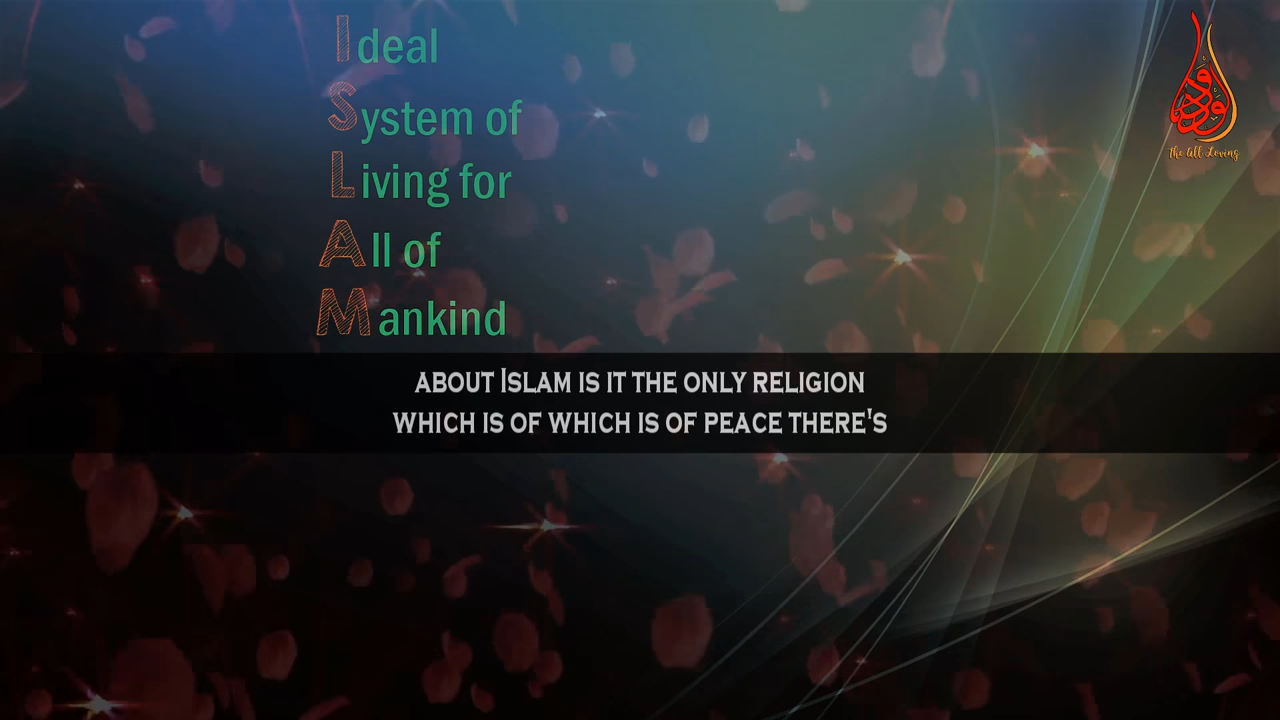 Ideal
System of
Living for
All of
Mankind
about Islam is it the only religion
which is of which is of peace there's
الودود
The All Loving